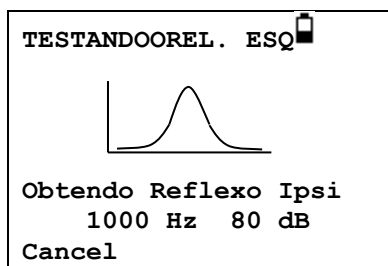 TESTANDOOREL. ESQ
Obtendo Reflexo Ipsi
1000 Hz 80 dB
Cancel